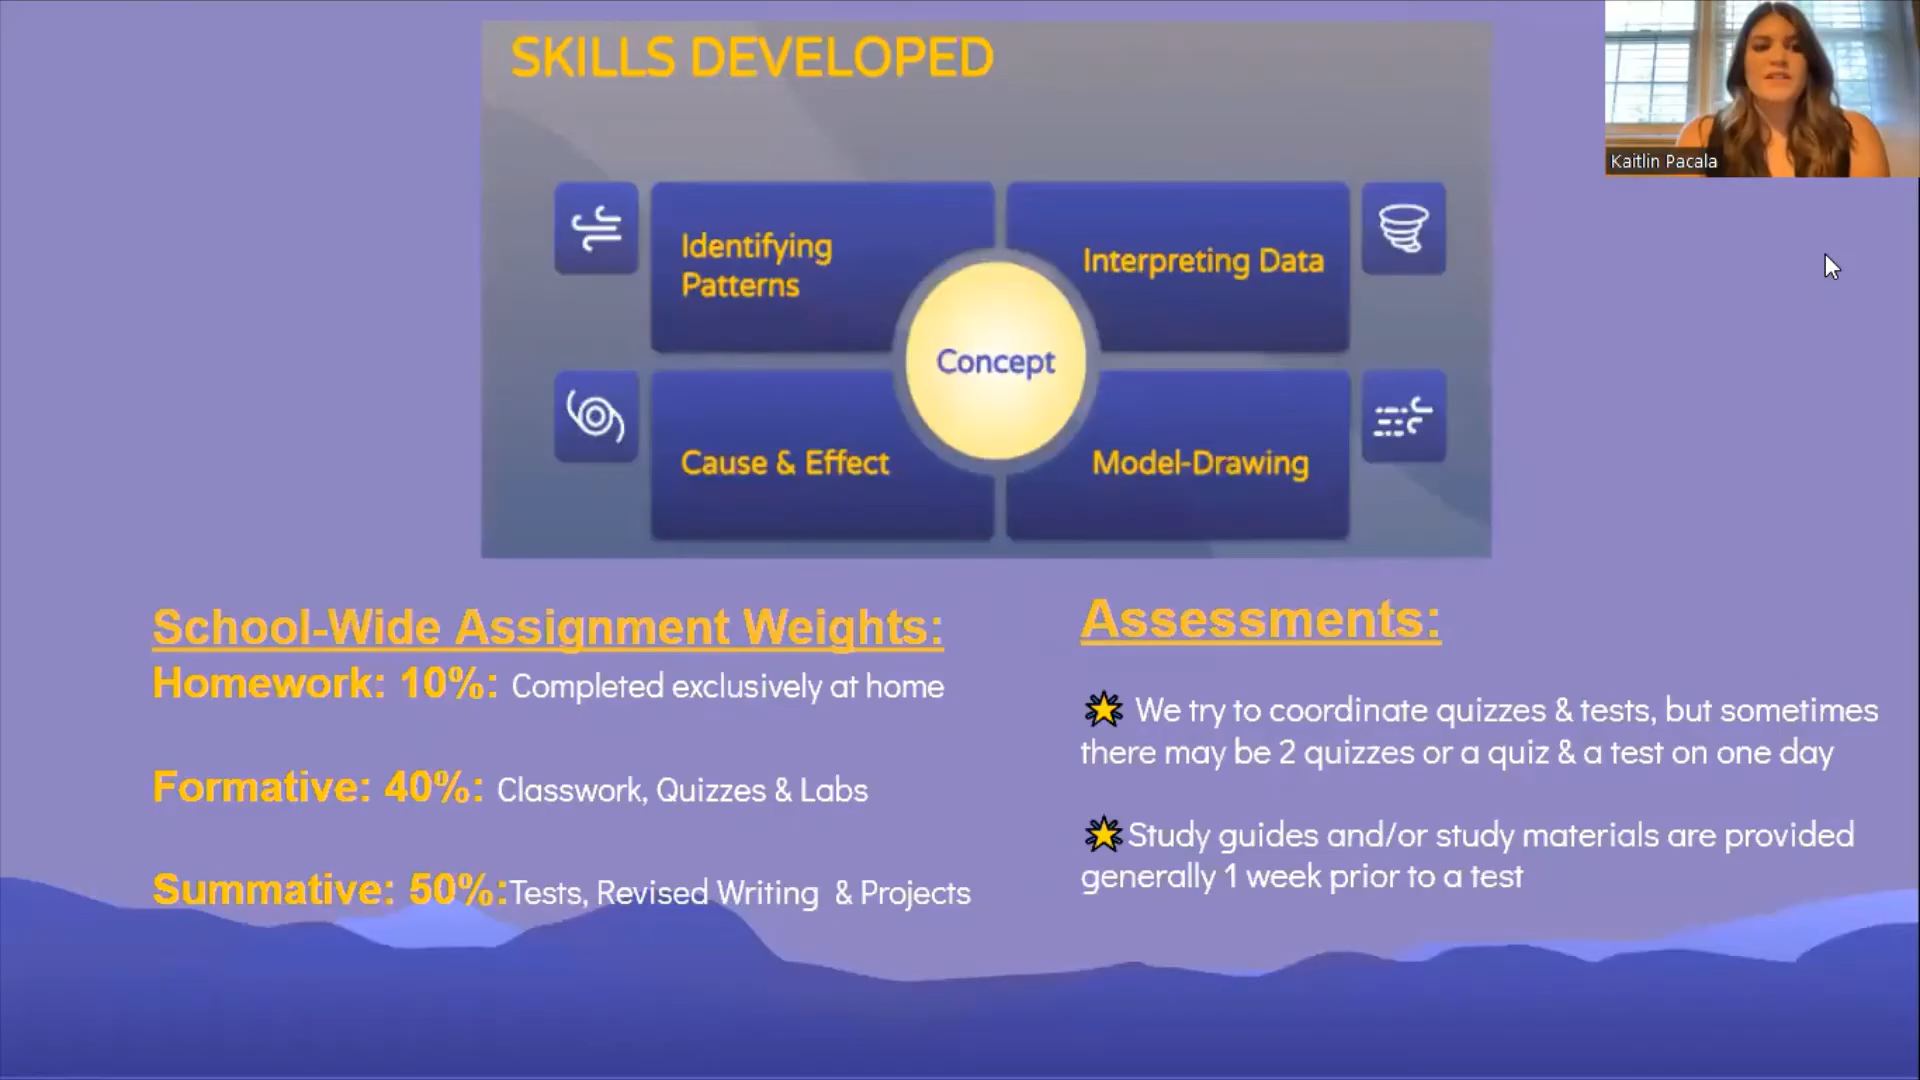 SKILLS DEVELOPED
Kaitlin Pacala
Identifying
Patterns
Interpreting Data
Concept
Cause & Effect
Model-Drawing
School-Wide Assignment Weights:
Homework: 10%: Completed exclusively at home
Formative: 40%: Classwork, Quizzes & Labs
Summative: 50%:Tests, Revised Writing & Projects
Assessments:
We try to coordinate quizzes & tests, but sometimes
there may be 2 quizzes or a quiz & a test on one day
Study guides and/or study materials are provided
generally 1 week prior to a test